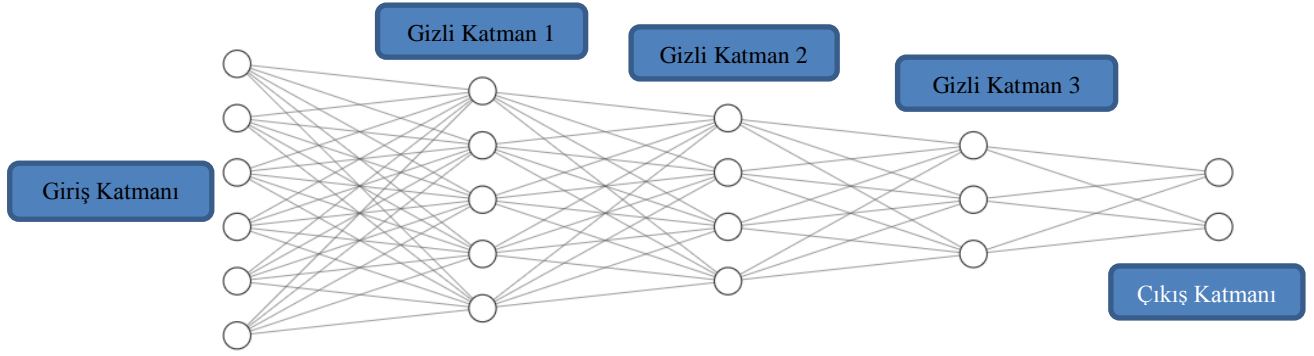 Gizli Katman 1
Gizli Katman 2
Gizli Katman 3
Giriş Katmanı
Çıkış Katmanı